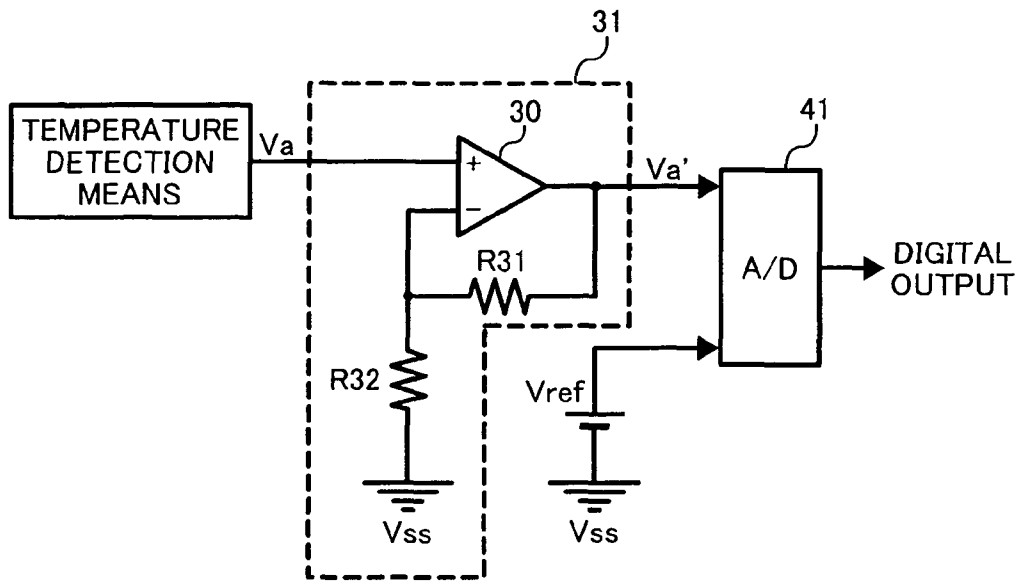 31
TEMPERATURE
DETECTION
MEANS
Va
30
+
−
Va'
41
R31
A/D
DIGITAL
OUTPUT
R32
Vref
Vss
Vss